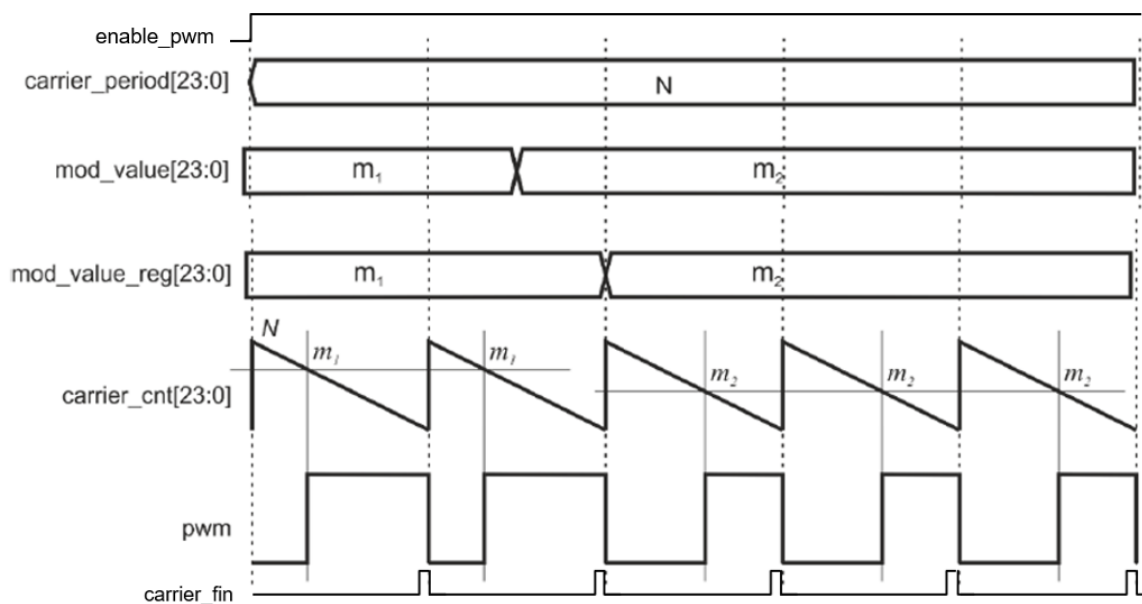 enable_pwm
carrier_period[23:0]
N
mod_value[23:0]
m₁
m₂
mod_value_reg[23:0]
m₁
m₂
N
m₁
m₁
m₂
m₂
m₂
carrier_cnt[23:0]
pwm
carrier_fin